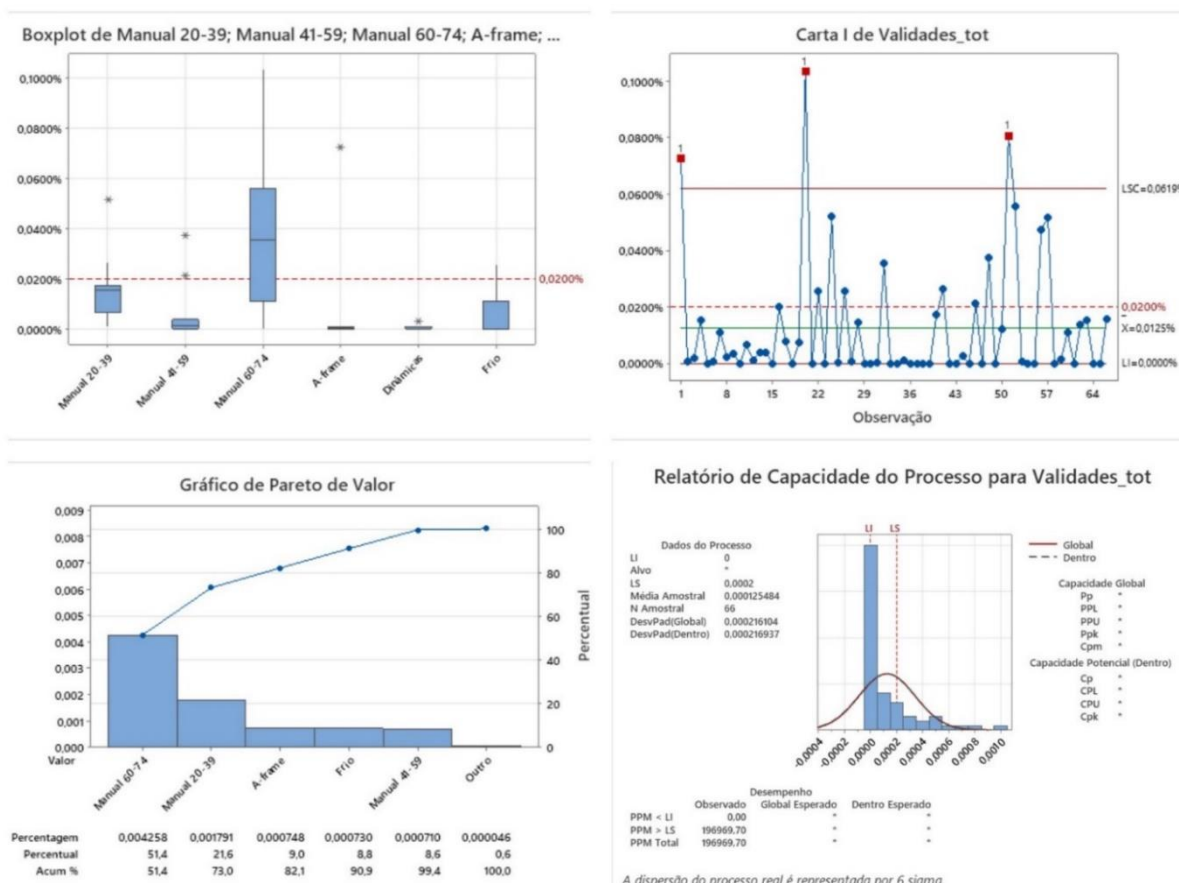 Boxplot de Manual 20-39; Manual 41-59; Manual 60-74; A-frame; ...
0,1000%
0,0800%
0,0600%
0,0400%
0,0200%
0,0000%
0,0200%
Manual 20-39
Manual 41-59
Manual 60-74
A-frame
Dinâmicas
Frio
Carta I de Validades_tot
0,1000%
0,0800%
0,0600%
0,0400%
0,0200%
0,0000%
1
1
1
LSC=0,0619%
0,0200%
X=0,0125%
LI=0,0000%
1 8 15 22 29 36 43 50 57 64
Observação
Gráfico de Pareto de Valor
0,009
0,008
0,007
0,006
0,005
0,004
0,003
0,002
0,001
0,000
100
80
60
40
20
0
Percentual
Valor
Manual 60-74
Manual 20-39
A-frame
Frio
Manual 41-59
Outro
Percentagem 0,004258 0,001791 0,000748 0,000730 0,000710 0,000046
Percentual 51,4 21,6 9,0 8,8 8,6 0,6
Acum % 51,4 73,0 82,1 90,9 99,4 100,0
Relatório de Capacidade do Processo para Validades_tot
Dados do Processo
LI 0
Alvo *
LS 0,0002
Média Amostral 0,000125484
N Amostral 66
DesvPad(Global) 0,000216104
DesvPad(Dentro) 0,000216937
LI LS
-0,0004 -0,0002 0,0000 0,0002 0,0004 0,0006 0,0008 0,0010
Global
Dentro
Capacidade Global
Pp *
PPL *
PPU *
Ppk *
Cpm *
Capacidade Potencial (Dentro)
Cp *
CPL *
CPU *
Cpk *
Desempenho
Observado Global Esperado Dentro Esperado
PPM < LI 0.00 * *
PPM > LS 196969.70 * *
PPM Total 196969.70 * *
A dispersão do processo real é representada por 6 sigma